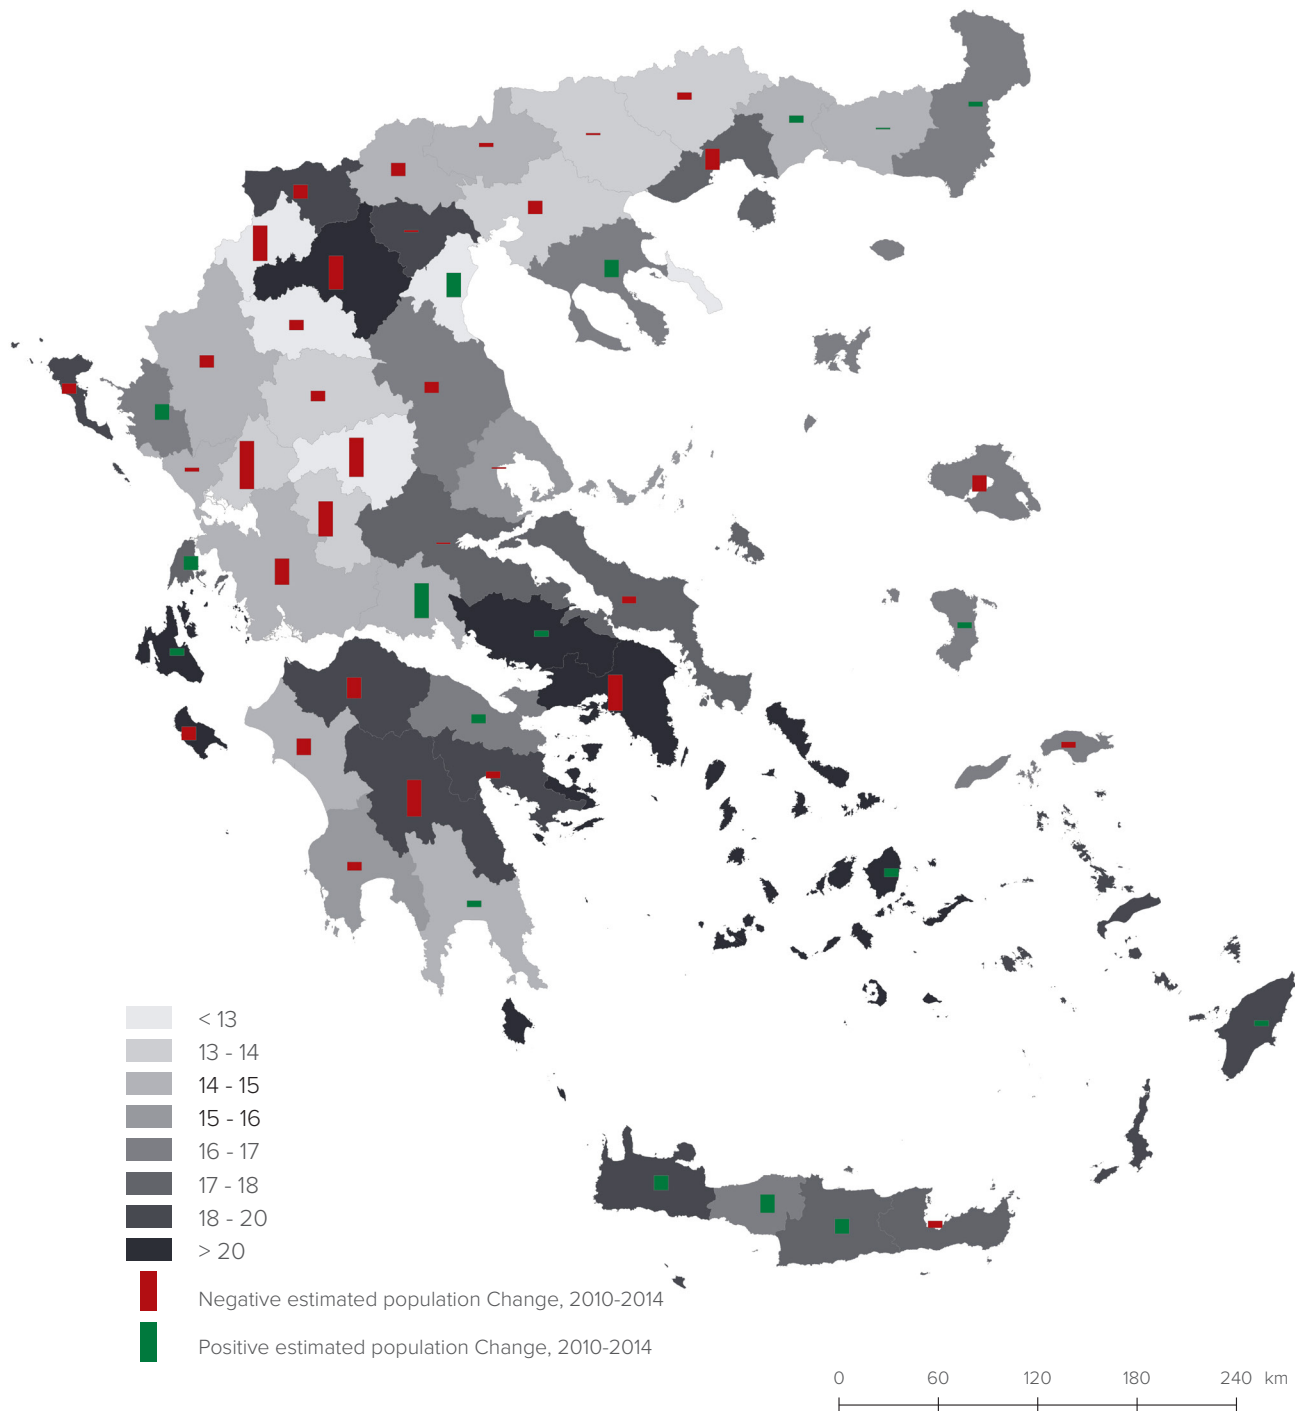 < 13
13 - 14
14 - 15
15 - 16
16 - 17
17 - 18
18 - 20
> 20
Negative estimated population Change, 2010-2014
Positive estimated population Change, 2010-2014
0 60 120 180 240 km